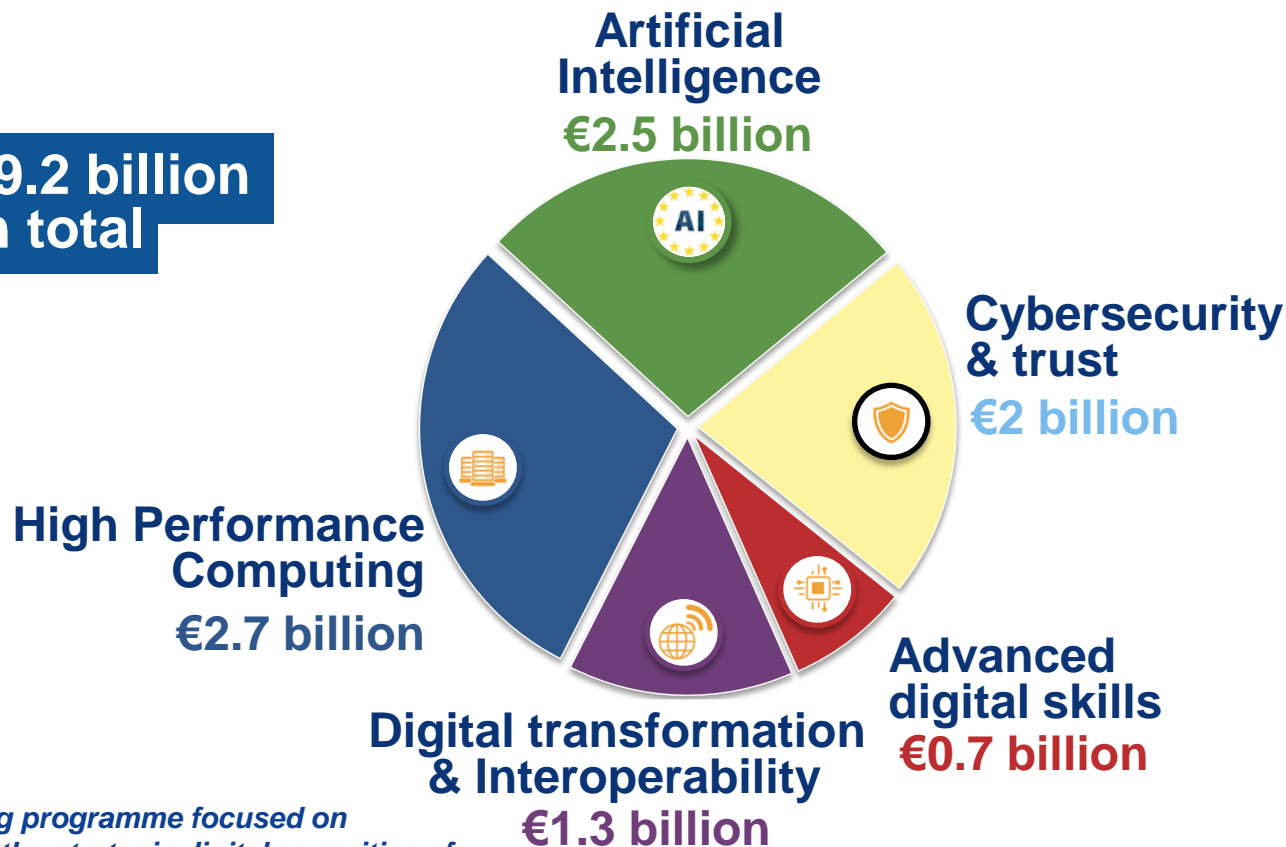 Artificial
Intelligence
€2.5 billion
9.2 billion
total
AI
Cybersecurity
& trust
€2 billion
High Performance
Computing
€2.7 billion
Advanced
digital skills
€0.7 billion
Digital transformation
& Interoperability
€1.3 billion
programme focused on